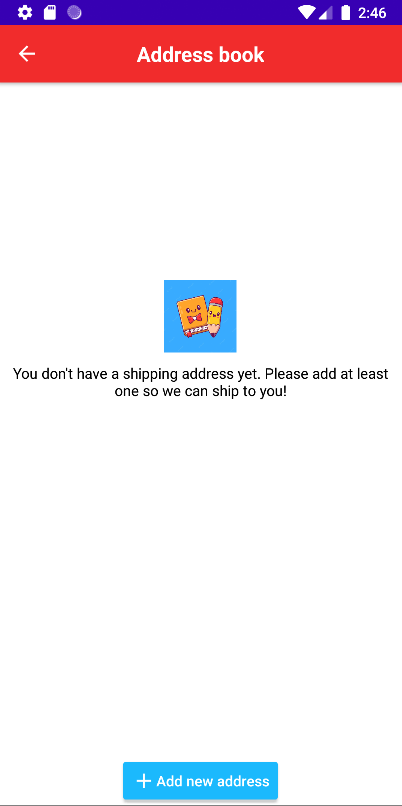 2:46
Address book
You don't have a shipping address yet. Please add at least
one so we can ship to you!
Add new address